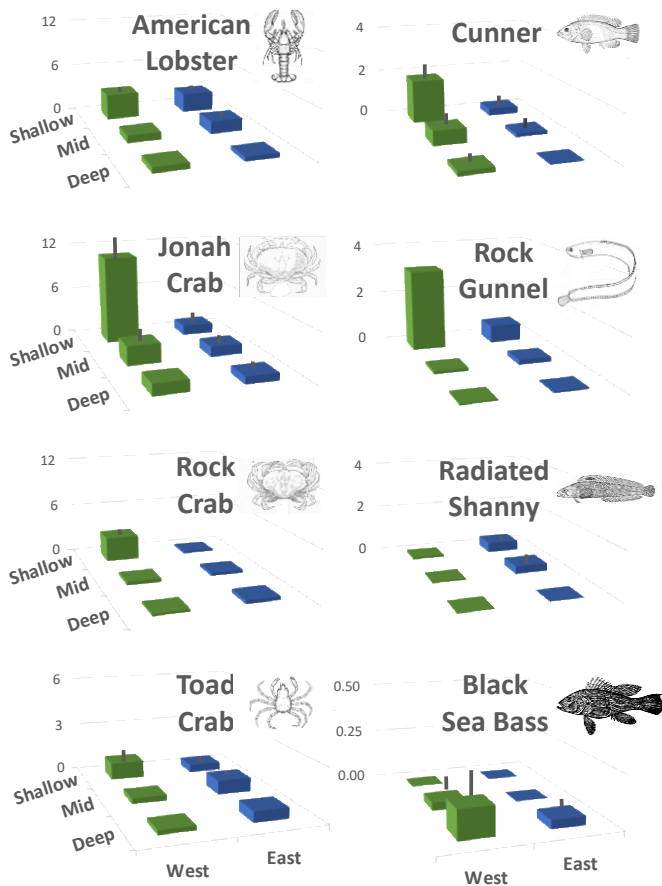 12
6
0
American
Lobster
Shallow
Mid
Deep
4
2
0
Cunner
12
6
0
Jonah
Crab
Shallow
Mid
Deep
4
2
0
Rock
Gunnel
12
6
0
Rock
Crab
Shallow
Mid
Deep
4
2
0
Radiated
Shanny
6
3
0
Toad
Crab
Shallow
Mid
Deep
West
East
0.50
0.25
0.00
Black
Sea Bass
West
East